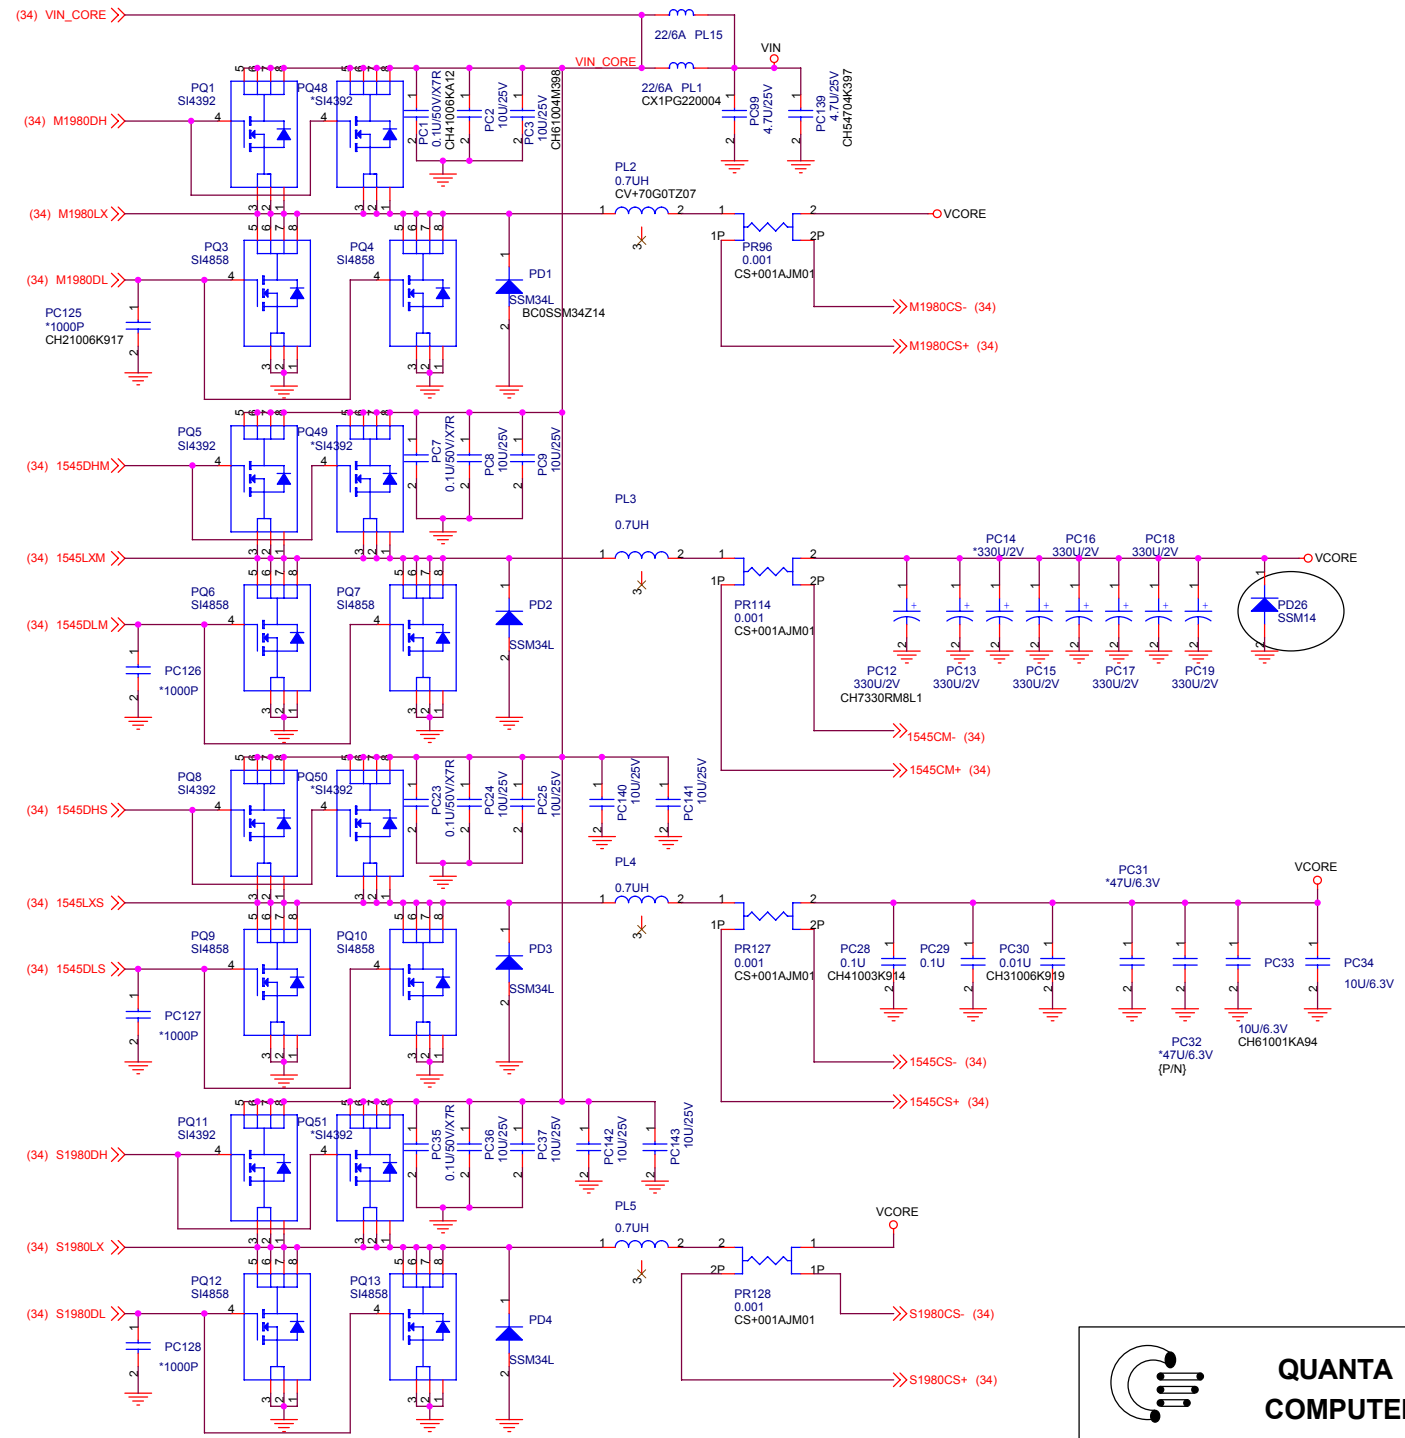 (34) VIN_CORE
22/6A PL15
VIN_CORE
VIN
22/6A PL1
CX1PG220004
PQ1
SI4392
PQ48
*SI4392
(34) M1980DH
PC1
0.1U/50V/X7R
CH41006KA12
PC2
10U/25V
PC3
10U/25V
CH61004M398
PC99
4.7U/25V
PC139
4.7U/25V
CH54704K397
PL2
0.7UH
CV+70G0TZ07
(34) M1980LX
VCORE
PR96
0.001
CS+001AJM01
PQ3
SI4858
PQ4
SI4858
(34) M1980DL
PC125
*1000P
CH21006K917
PD1
SSM34L
BC0SSM34Z14
M1980CS- (34)
M1980CS+ (34)
PQ5
SI4392
PQ49
*SI4392
(34) 1545DHM
PC7
0.1U/50V/X7R
PC8
10U/25V
PC9
10U/25V
PL3
0.7UH
(34) 1545LXM
PR114
0.001
CS+001AJM01
PQ6
SI4858
PQ7
SI4858
(34) 1545DLM
PC126
*1000P
PD2
SSM34L
PC14
*330U/2V
PC16
330U/2V
PC18
330U/2V
VCORE
PD26
SSM14
PC12
330U/2V
CH7330RM8L1
PC13
330U/2V
PC15
330U/2V
PC17
330U/2V
PC19
330U/2V
1545CM- (34)
1545CM+ (34)
PQ8
SI4392
PQ50
*SI4392
(34) 1545DHS
PC23
0.1U/50V/X7R
PC24
10U/25V
PC25
10U/25V
PC140
10U/25V
PC141
10U/25V
PL4
0.7UH
(34) 1545LXS
PR127
0.001
CS+001AJM01
PQ9
SI4858
PQ10
SI4858
(34) 1545DLS
PC127
*1000P
PD3
SSM34L
PC28
0.1U
CH41003K914
PC29
0.1U
PC30
0.01U
CH31006K919
PC31
*47U/6.3V
VCORE
PC32
*47U/6.3V
{P/N}
PC33
10U/6.3V
CH61001KA94
PC34
10U/6.3V
1545CS- (34)
1545CS+ (34)
PQ11
SI4392
PQ51
*SI4392
(34) S1980DH
PC35
0.1U/50V/X7R
PC36
10U/25V
PC37
10U/25V
PC142
10U/25V
PC143
10U/25V
PL5
0.7UH
(34) S1980LX
VCORE
PR128
0.001
CS+001AJM01
PQ12
SI4858
PQ13
SI4858
(34) S1980DL
PC128
*1000P
PD4
SSM34L
S1980CS- (34)
S1980CS+ (34)
QUANTA
COMPUTER